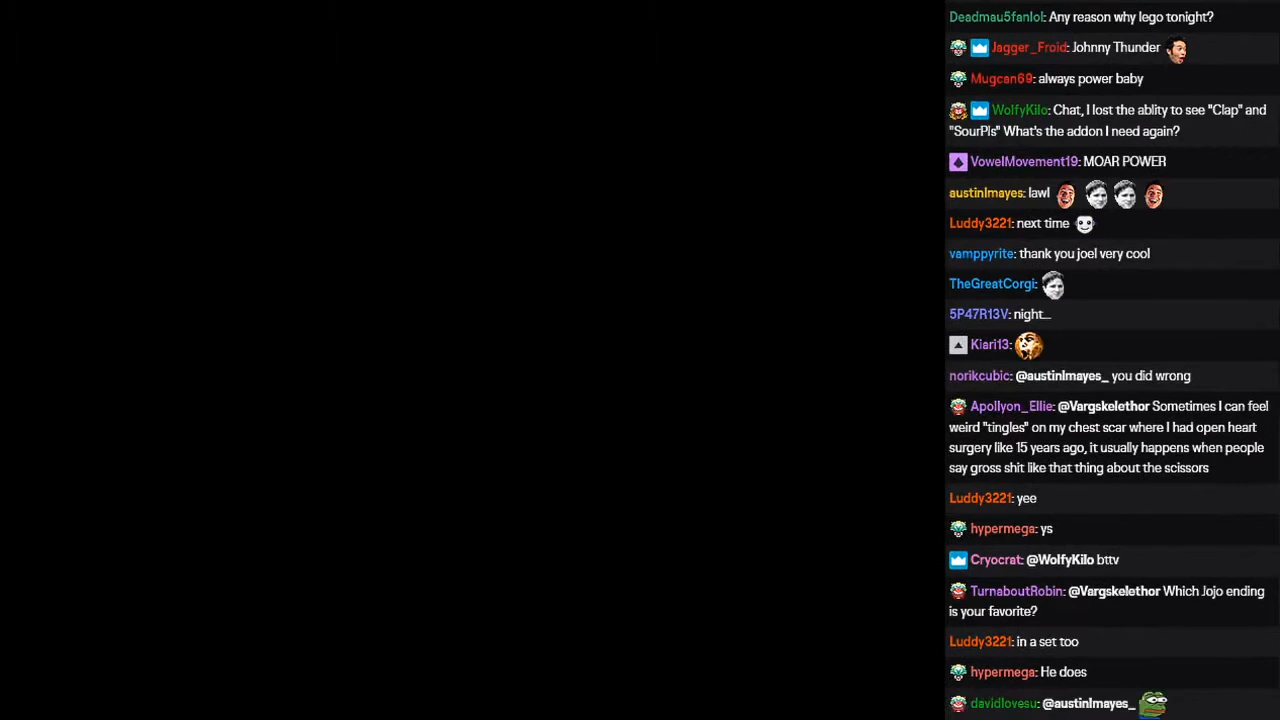 Deadmau5fanlol: Any reason why lego tonight?
Jagger_Froid: Johnny Thunder
Mugcan69: always power baby
WolfyKilo: Chat, I lost the ablity to see "Clap" and
"SourPls" What's the addon I need again?
VowelMovement19: MOAR POWER
austinlmayes: lawl
Luddy3221: next time
vamppyrite: thank you joel very cool
TheGreatCorgi:
5P47R13V: night...
Kiari13:
norikcubic: @austinlmayes_ you did wrong
Apollyon_Ellie: @Vargskelethor Sometimes I can feel
weird "tingles" on my chest scar where I had open heart
surgery like 15 years ago, it usually happens when people
say gross shit like that thing about the scissors
Luddy3221: yee
hypermega: ys
Cryocrat: @WolfyKilo bttv
TurnaboutRobin: @Vargskelethor Which Jojo ending
is your favorite?
Luddy3221: in a set too
hypermega: He does
davidlovesu: @austinlmayes_